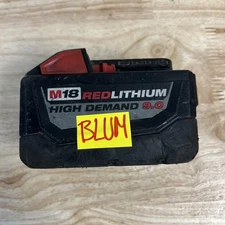 M18 REDLITHIUM
HIGH DEMAND 9.0
BLUM